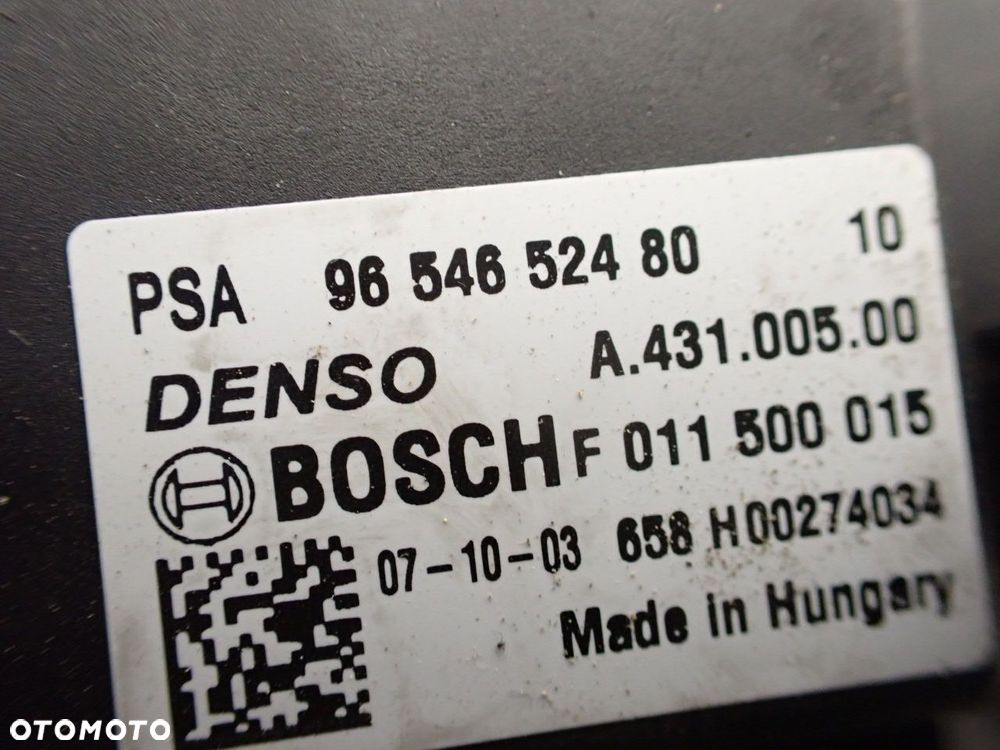 PSA 96 546 524 80 10
DENSO A.431.005.00
BOSCH F 011 500 015
07-10-03 658 H00274034
Made in Hungary
OTOMOTO